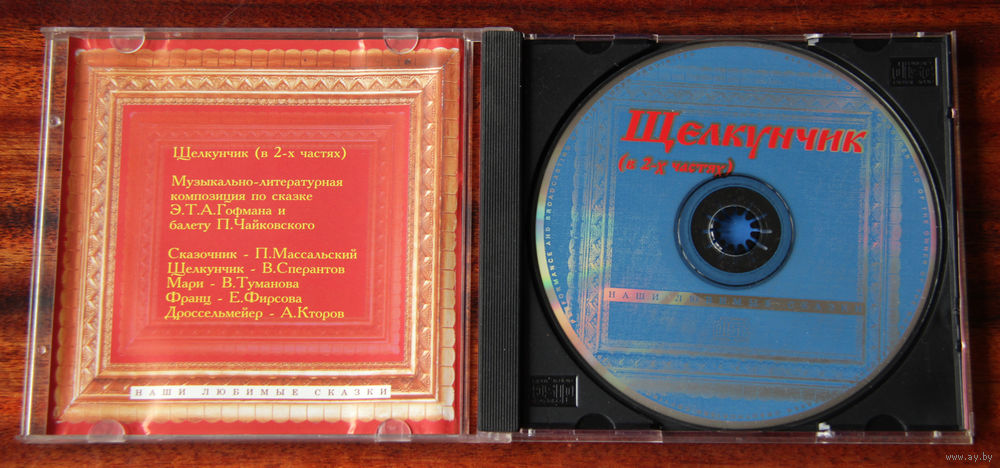 Щелкунчик (в 2-х частях)
Музыкально-литературная
композиция по сказке
Э.Т.А.Гофмана и
балету П.Чайковского
Сказочник - П.Массальский
Щелкунчик - В.Сперантов
Мари - В.Туманова
Франц - Е.Фирсова
Дроссельмейер - А.Кторов
НАШИ ЛЮБИМЫЕ СКАЗКИ
Щелкунчик
(в 2-х частях)
НАШИ ЛЮБИМЫЕ СКАЗКИ
www.ay.by